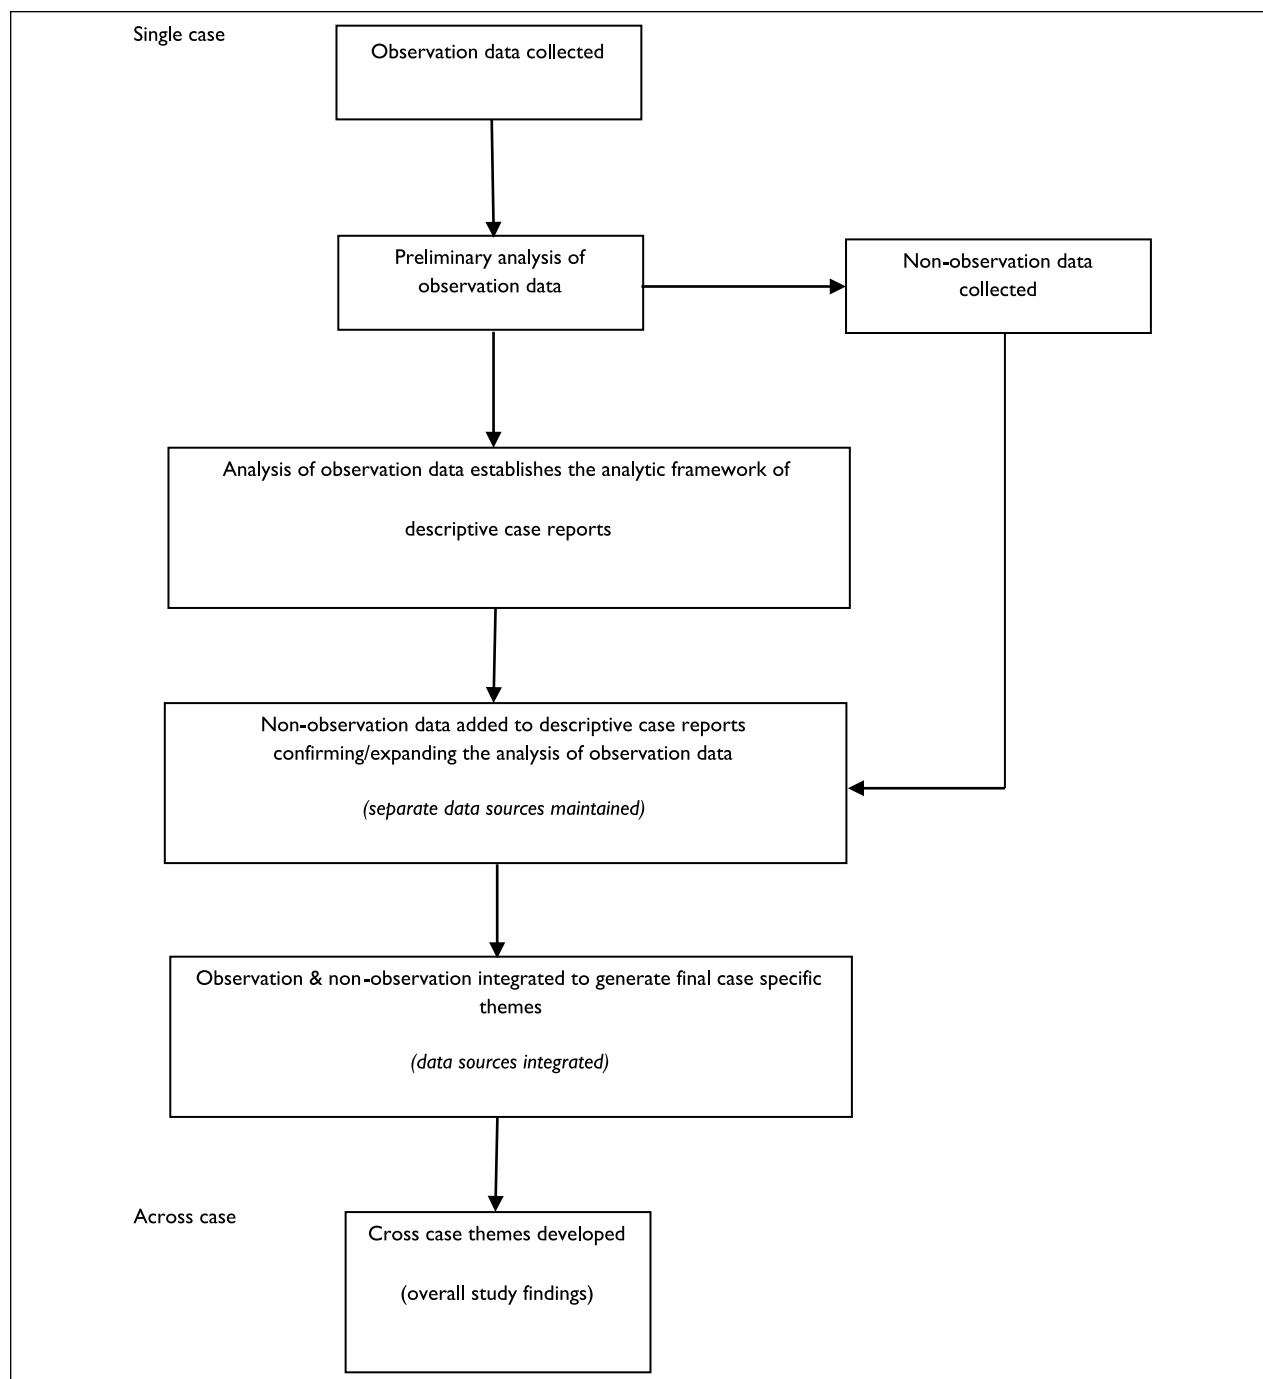 Single case
Observation data collected
Preliminary analysis of
observation data
Non-observation data
collected
Analysis of observation data establishes the analytic framework of
descriptive case reports
Non-observation data added to descriptive case reports
confirming/expanding the analysis of observation data
(separate data sources maintained)
Observation & non-observation integrated to generate final case specific
themes
(data sources integrated)
Across case
Cross case themes developed
(overall study findings)